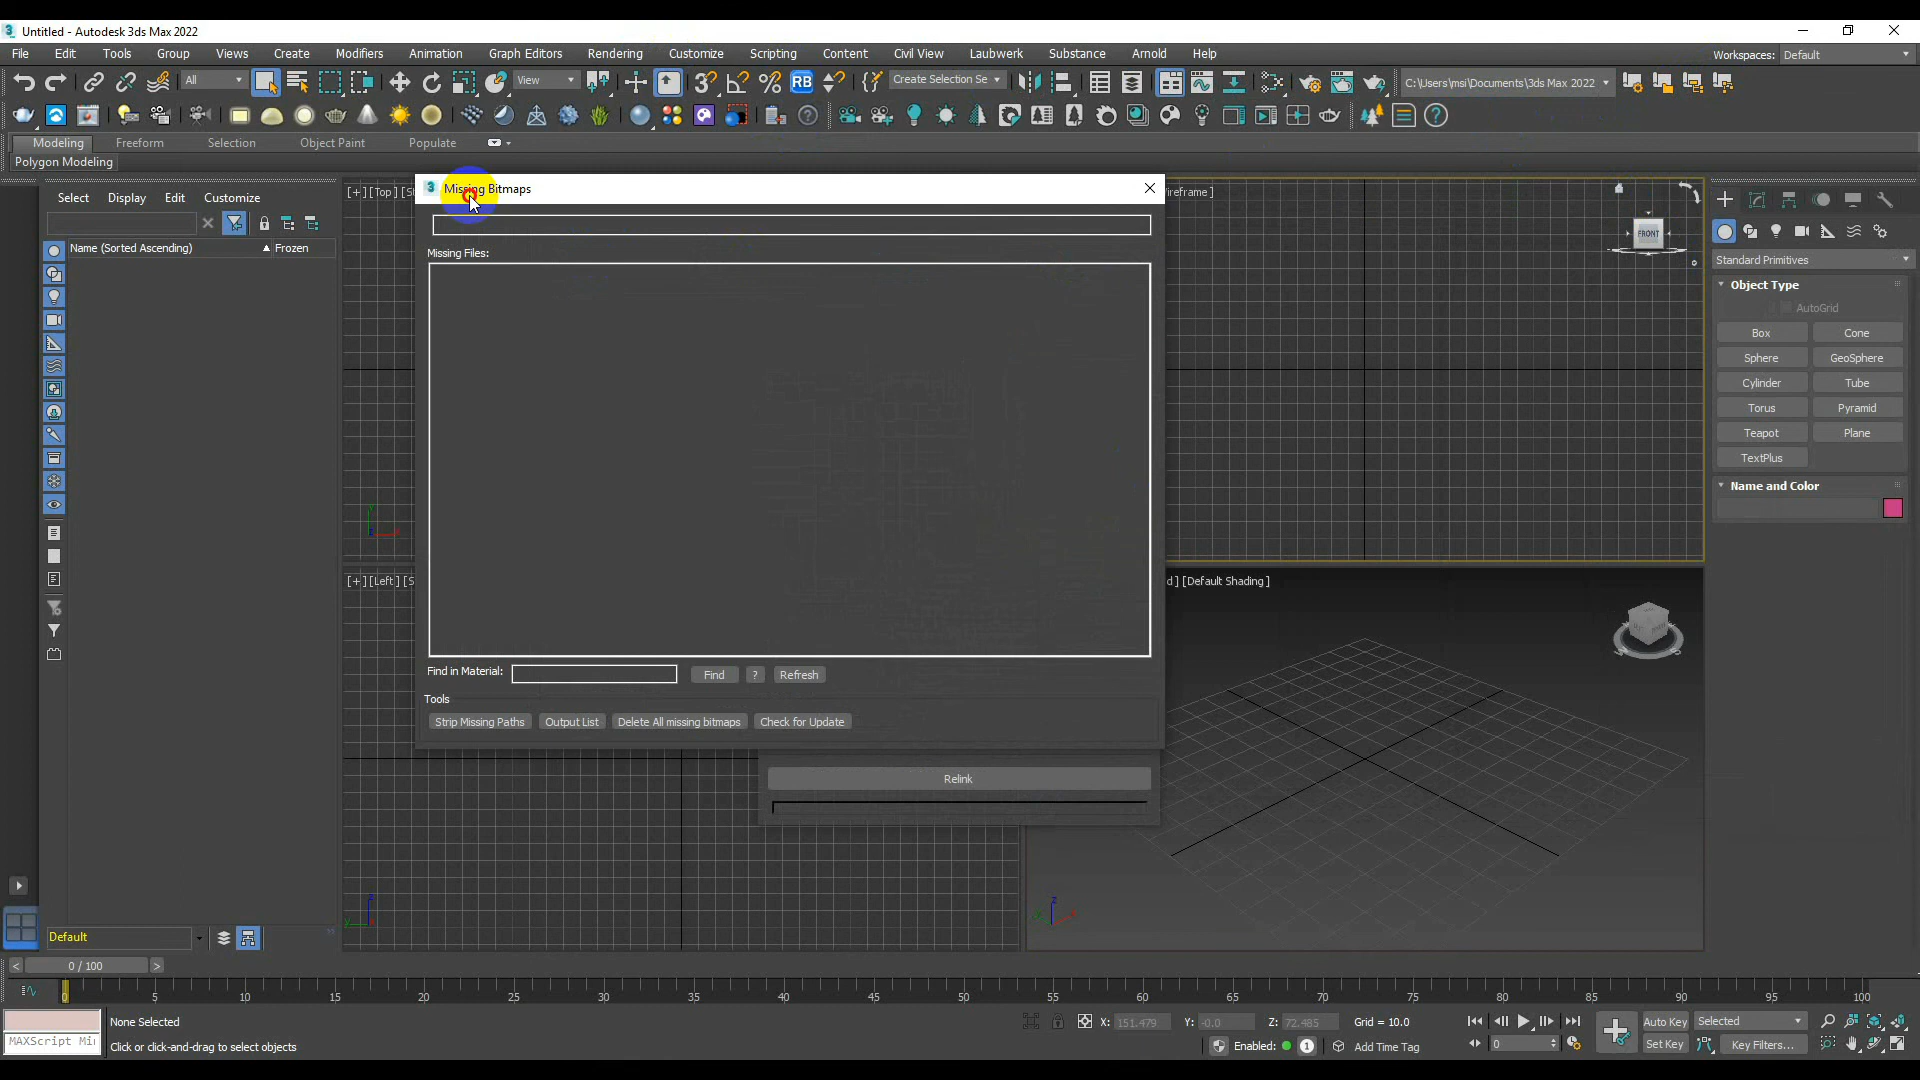 Untitled - Autodesk 3ds Max 2022
File Edit Tools Group Views Create Modifiers Animation Graph Editors Rendering Customize Scripting Content Civil View Laubwerk Substance Arnold Help
Workspaces: Default
All View Create Selection Se C:\Users\msi\Documents\3ds Max 2022
Modeling Freeform Selection Object Paint Populate
Polygon Modeling
Select Display Edit Customize
Name (Sorted Ascending) Frozen
[+] [Top]
Missing Bitmaps
Missing Files:
Find in Material: Find ? Refresh
Tools
Strip Missing Paths Output List Delete All missing bitmaps Check for Update
Relink
[+] [Left]
[Default Shading]
FRONT
Standard Primitives
Object Type
AutoGrid
Box Cone
Sphere GeoSphere
Cylinder Tube
Torus Pyramid
Teapot Plane
TextPlus
Name and Color
Default
< 0 / 100 >
0 5 10 15 20 25 30 35 40 45 50 55 60 65 70 75 80 85 90 95 100
None Selected
X: 151.479 Y: -0.0 Z: 72.485 Grid = 10.0
Auto Key Selected
MAXScript Mi
Click or click-and-drag to select objects
Enabled: 1 Add Time Tag
0
Set Key Key Filters...